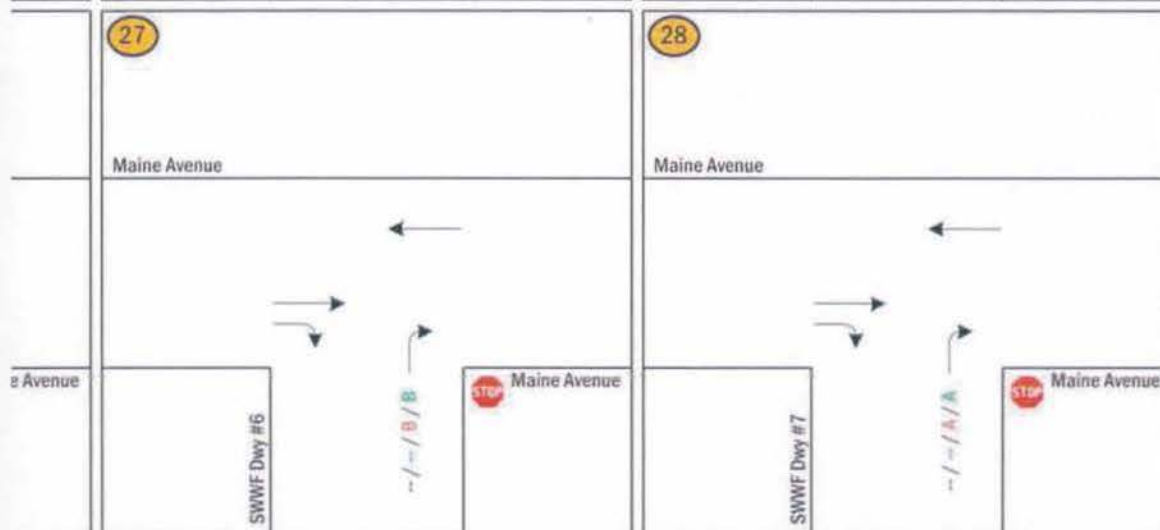 27
28
Maine Avenue
Maine Avenue
e Avenue
STOP
Maine Avenue
STOP
Maine Avenue
SWWF Dwy #6
--/--/B/B
SWWF Dwy #7
--/--/A/A